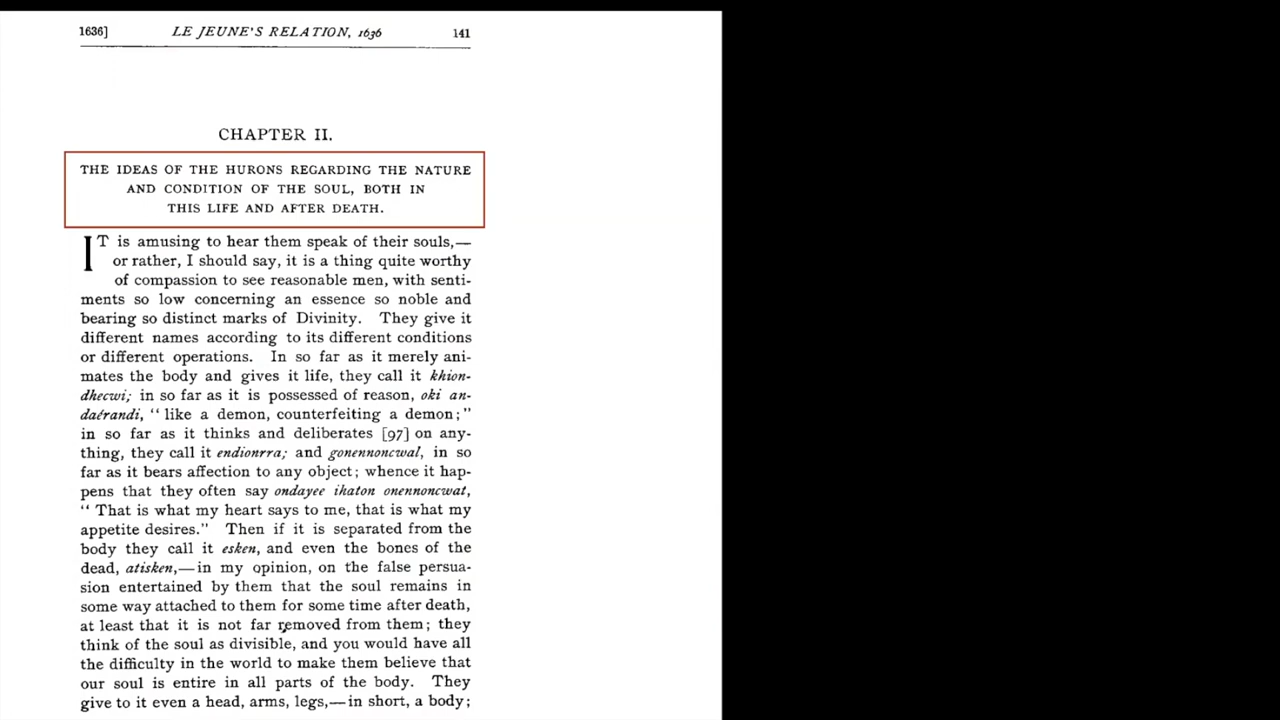 1636] LE JEUNE'S RELATION, 1636 141
CHAPTER II.
THE IDEAS OF THE HURONS REGARDING THE NATURE
AND CONDITION OF THE SOUL, BOTH IN
THIS LIFE AND AFTER DEATH.
IT is amusing to hear them speak of their souls,—
or rather, I should say, it is a thing quite worthy
of compassion to see reasonable men, with senti-
ments so low concerning an essence so noble and
bearing so distinct marks of Divinity. They give it
different names according to its different conditions
or different operations. In so far as it merely ani-
mates the body and gives it life, they call it khion-
dhecwi; in so far as it is possessed of reason, oki an-
daérandi, “ like a demon, counterfeiting a demon;”
in so far as it thinks and deliberates [97] on any-
thing, they call it endionrra; and gonennoncwal, in so
far as it bears affection to any object; whence it hap-
pens that they often say ondayee ihaton onennoncwat,
“ That is what my heart says to me, that is what my
appetite desires.” Then if it is separated from the
body they call it esken, and even the bones of the
dead, atisken,—in my opinion, on the false persua-
sion entertained by them that the soul remains in
some way attached to them for some time after death,
at least that it is not far removed from them; they
think of the soul as divisible, and you would have all
the difficulty in the world to make them believe that
our soul is entire in all parts of the body. They
give to it even a head, arms, legs,—in short, a body;